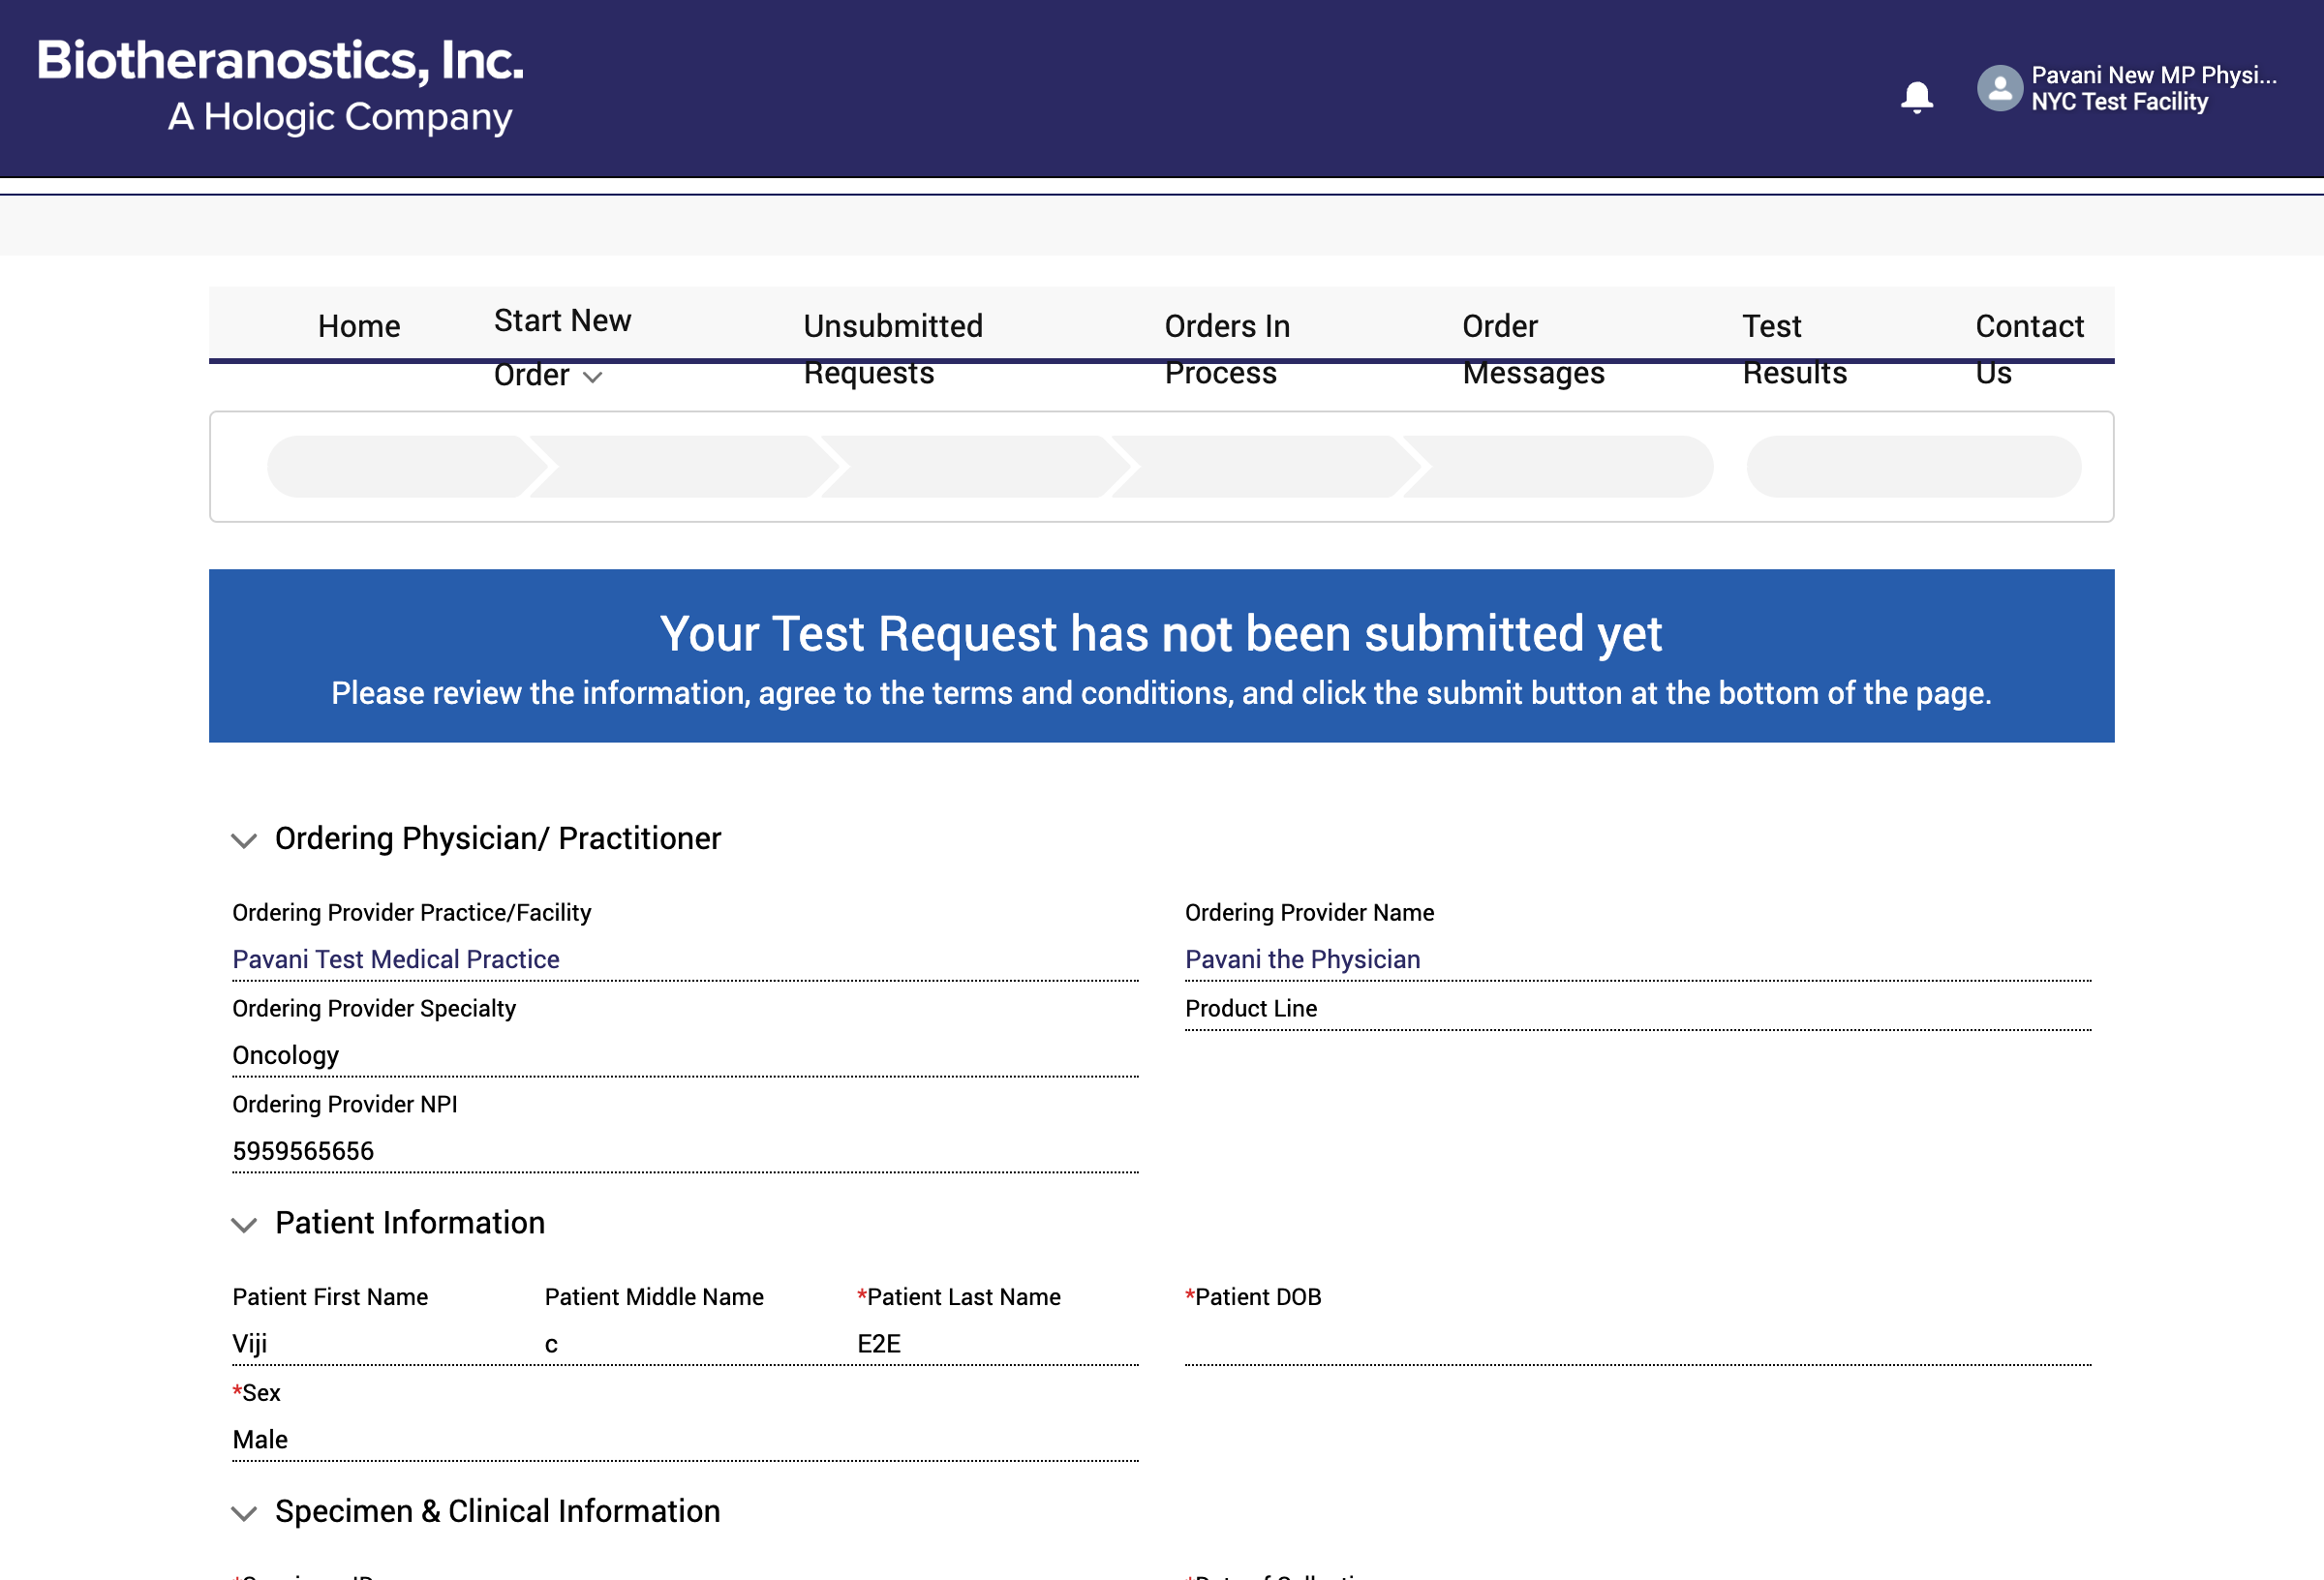 Biotheranostics, Inc.
A Hologic Company
Pavani New MP Physi...
NYC Test Facility
Home
Start New
Order
Unsubmitted
Requests
Orders In
Process
Order
Messages
Test
Results
Contact
Us
Your Test Request has not been submitted yet
Please review the information, agree to the terms and conditions, and click the submit button at the bottom of the page.
Ordering Physician/ Practitioner
Ordering Provider Practice/Facility
Pavani Test Medical Practice
Ordering Provider Name
Pavani the Physician
Ordering Provider Specialty
Oncology
Product Line
Ordering Provider NPI
5959565656
Patient Information
Patient First Name
Viji
Patient Middle Name
c
*Patient Last Name
E2E
*Patient DOB
*Sex
Male
Specimen & Clinical Information